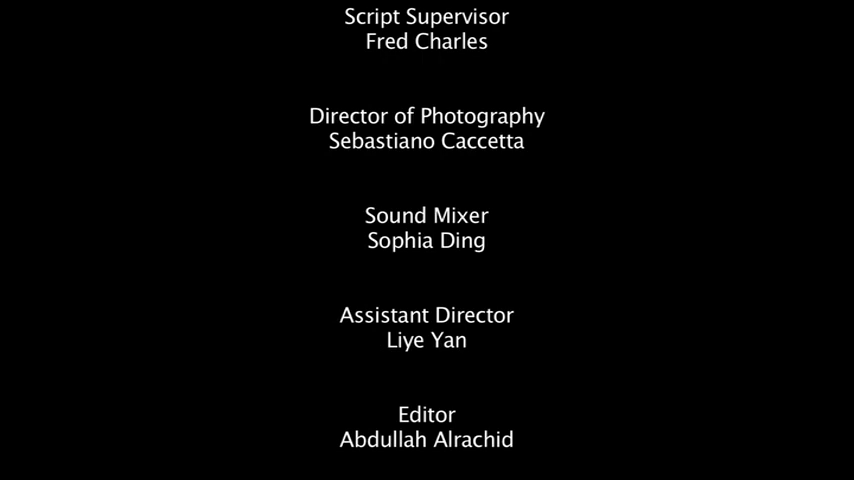 Script Supervisor
Fred Charles
Director of Photography
Sebastiano Caccetta
Sound Mixer
Sophia Ding
Assistant Director
Liye Yan
Editor
Abdullah Alrachid